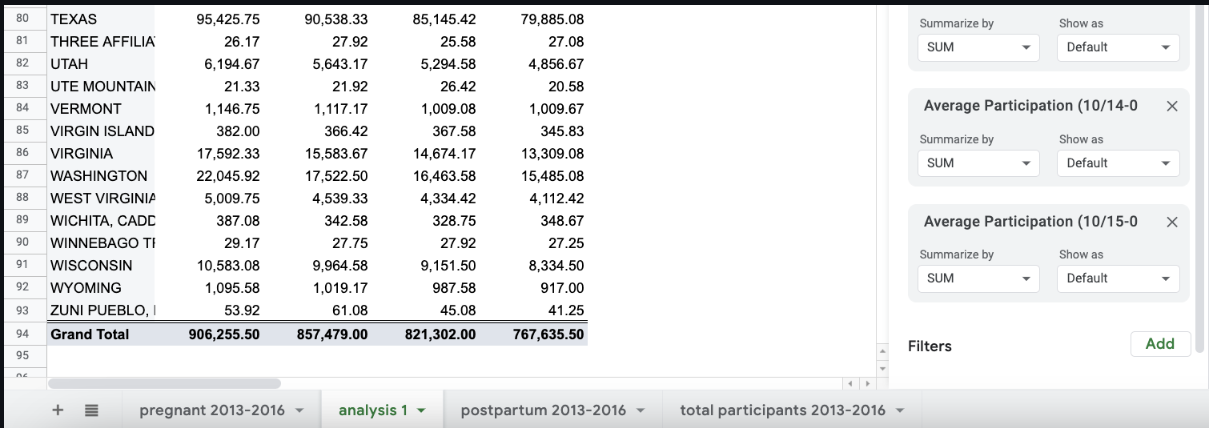 80 TEXAS 95,425.75 90,538.33 85,145.42 79,885.08
81 THREE AFFILIA 26.17 27.92 25.58 27.08
82 UTAH 6,194.67 5,643.17 5,294.58 4,856.67
83 UTE MOUNTAIN 21.33 21.92 26.42 20.58
84 VERMONT 1,146.75 1,117.17 1,009.08 1,009.67
85 VIRGIN ISLAND 382.00 366.42 367.58 345.83
86 VIRGINIA 17,592.33 15,583.67 14,674.17 13,309.08
87 WASHINGTON 22,045.92 17,522.50 16,463.58 15,485.08
88 WEST VIRGINIA 5,009.75 4,539.33 4,334.42 4,112.42
89 WICHITA, CADD 387.08 342.58 328.75 348.67
90 WINNEBAGO TR 29.17 27.75 27.92 27.25
91 WISCONSIN 10,583.08 9,964.58 9,151.50 8,334.50
92 WYOMING 1,095.58 1,019.17 987.58 917.00
93 ZUNI PUEBLO, 53.92 61.08 45.08 41.25
94 Grand Total 906,255.50 857,479.00 821,302.00 767,635.50
95
Summarize by Show as
SUM Default
Average Participation (10/14-0
Summarize by Show as
SUM Default
Average Participation (10/15-0
Summarize by Show as
SUM Default
Filters Add
pregnant 2013-2016 analysis 1 postpartum 2013-2016 total participants 2013-2016